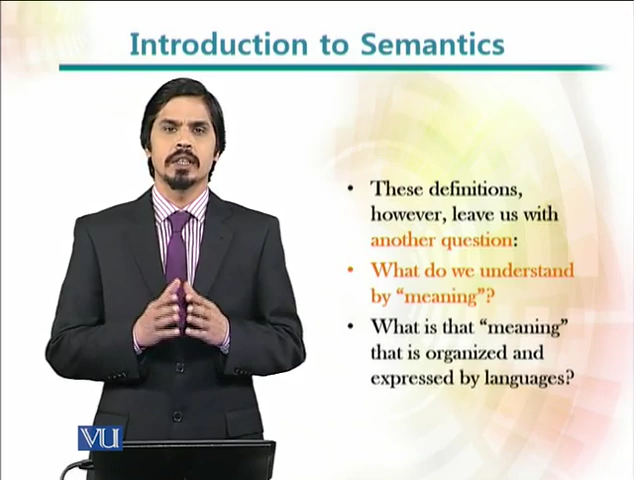 Introduction to Semantics
• These definitions,
however, leave us with
another question:
• What do we understand
by “meaning”?
• What is that “meaning”
that is organized and
expressed by languages?
VU